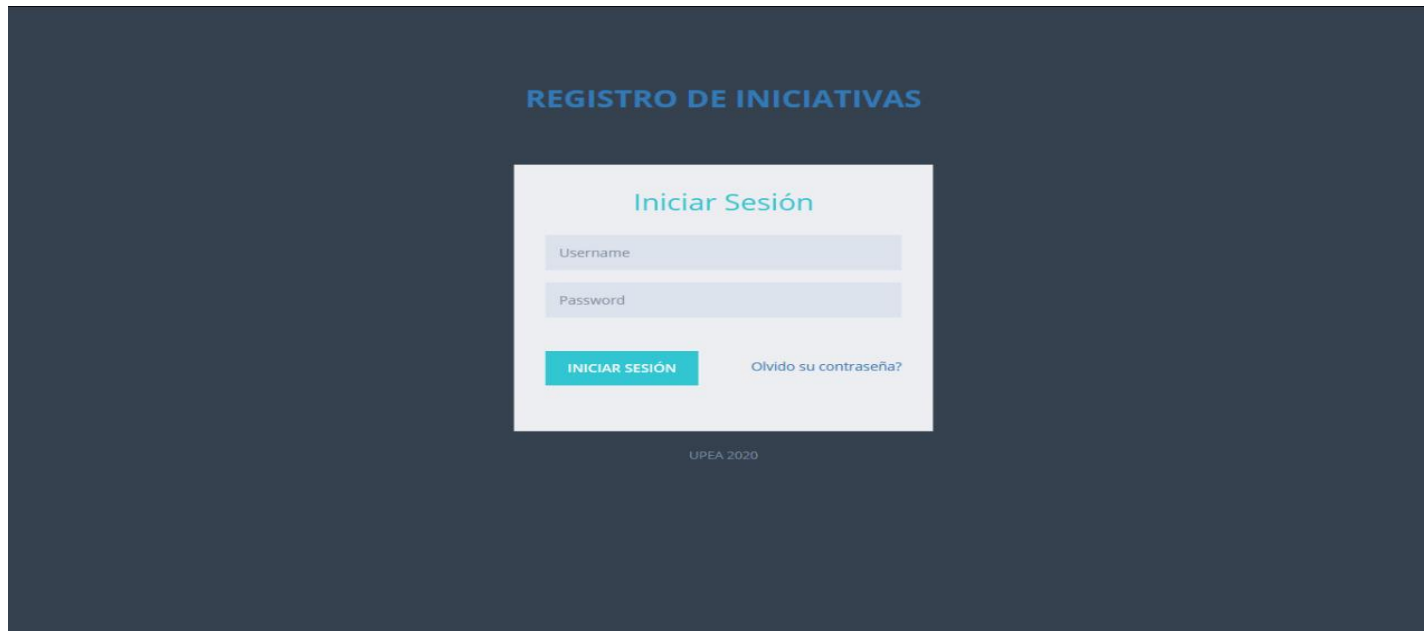 REGISTRO DE INICIATIVAS
Iniciar Sesión
Username
Password
INICIAR SESIÓN
Olvido su contraseña?
UPEA 2020